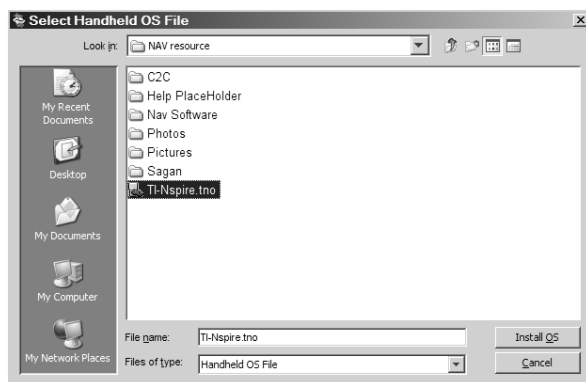 Select Handheld OS File
Look in: NAV resource
My Recent Documents
Desktop
My Documents
My Computer
My Network Places
C2C
Help PlaceHolder
Nav Software
Photos
Pictures
Sagan
TI-Nspire.tno
File name: TI-Nspire.tno
Install OS
Files of type: Handheld OS File
Cancel